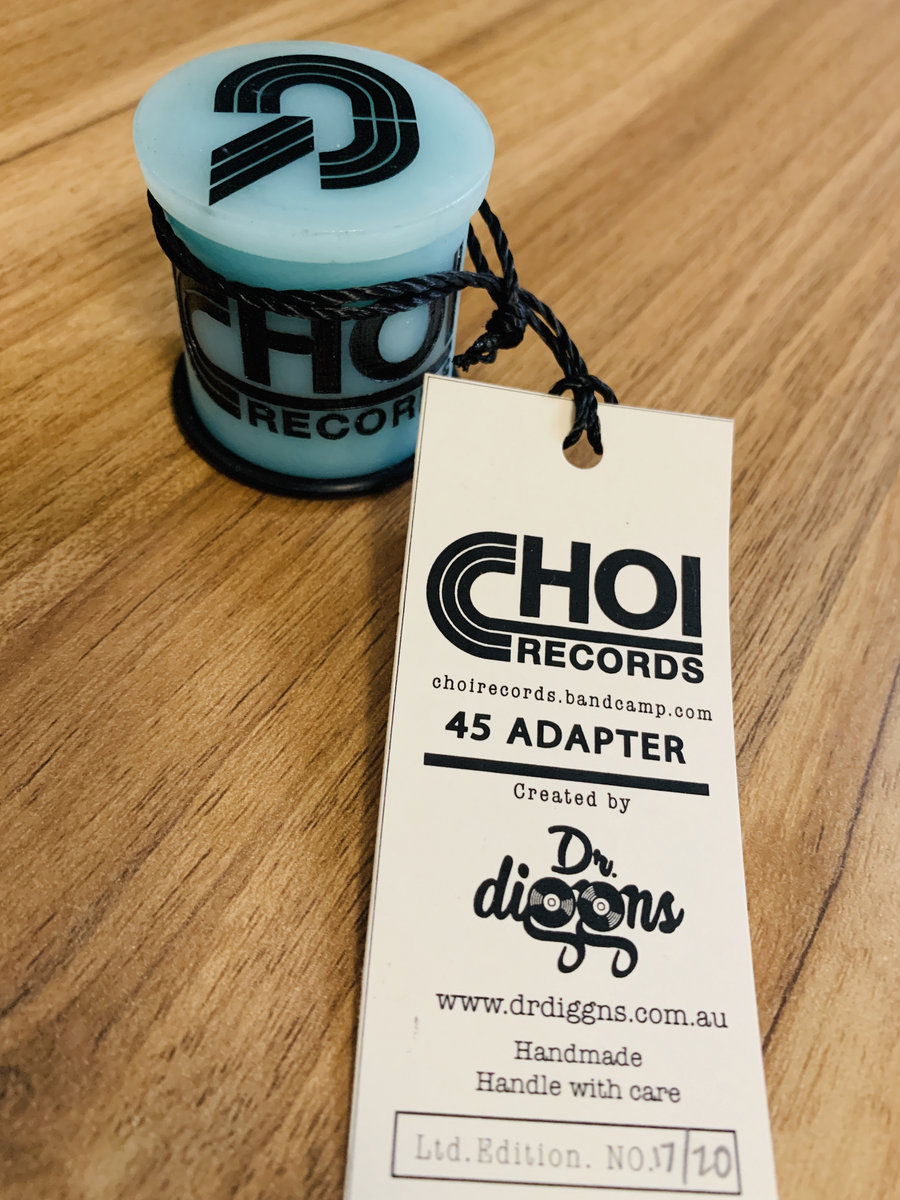 CHOI
RECOR
CHOI
RECORDS
choirecords.bandcamp.com
45 ADAPTER
Created by
Dr.
diggns
www.drdiggns.com.au
Handmade
Handle with care
Ltd.Edition. NO.17/20